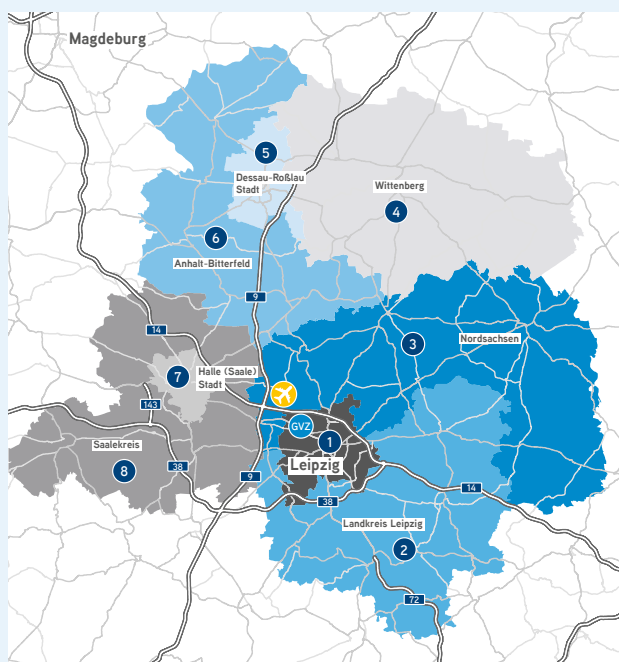 Magdeburg
5
Dessau-Roßlau
Stadt
Wittenberg
4
6
Anhalt-Bitterfeld
9
14
3
Nordsachsen
7
Halle (Saale)
Stadt
143
GVZ
1
Saalekreis
8
38
9
Leipzig
14
38
Landkreis Leipzig
2
72